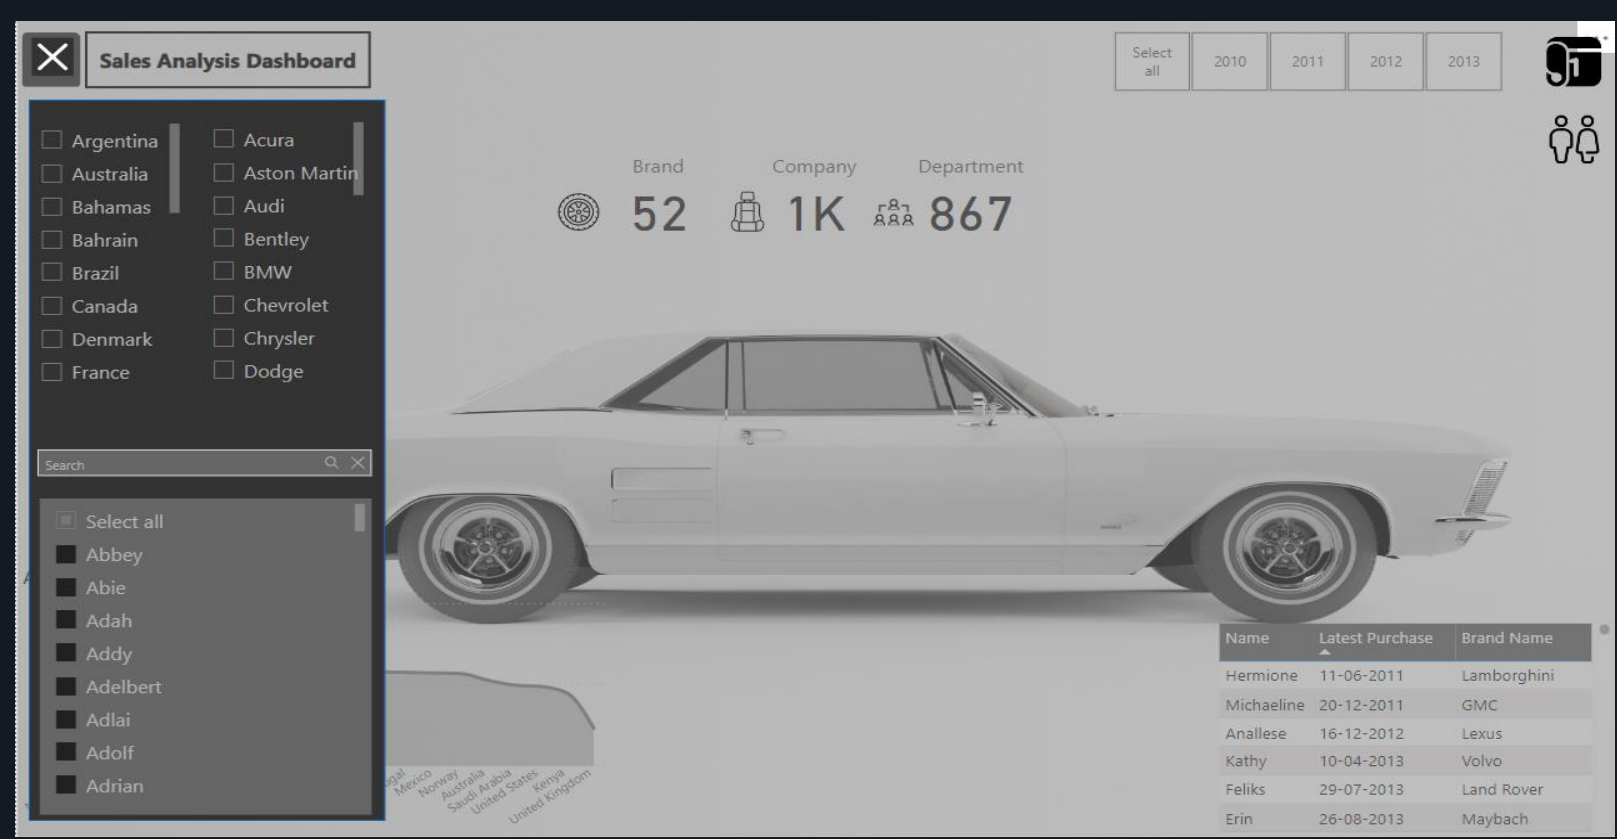 Sales Analysis Dashboard
Select all
2010
2011
2012
2013
Argentina
Australia
Bahamas
Bahrain
Brazil
Canada
Denmark
France
Acura
Aston Martin
Audi
Bentley
BMW
Chevrolet
Chrysler
Dodge
Brand
52
Company
1K
Department
867
Search
Select all
Abbey
Abie
Adah
Addy
Adelbert
Adlai
Adolf
Adrian
Mexico
Norway
Australia
Saudi Arabia
United States
Kenya
United Kingdom
Name Latest Purchase Brand Name
Hermione 11-06-2011 Lamborghini
Michaeline 20-12-2011 GMC
Anallese 16-12-2012 Lexus
Kathy 10-04-2013 Volvo
Feliks 29-07-2013 Land Rover
Erin 26-08-2013 Maybach